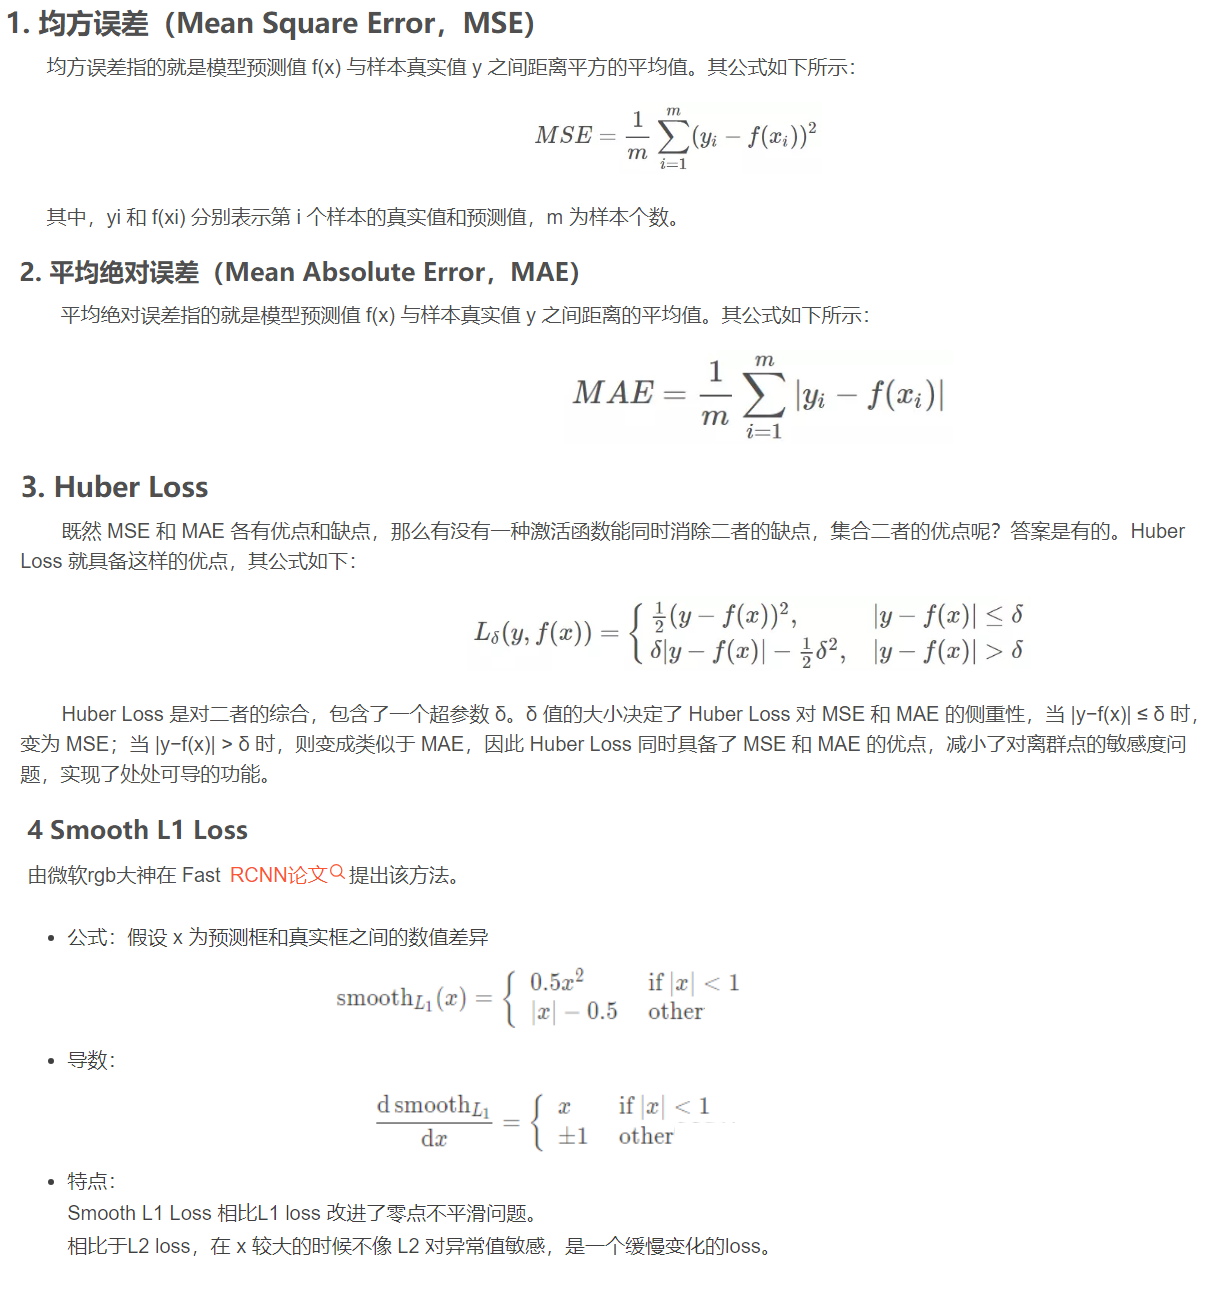 1. 均方误差（Mean Square Error，MSE）
均方误差指的就是模型预测值 f(x) 与样本真实值 y 之间距离平方的平均值。其公式如下所示：
MSE = \frac{1}{m} \sum_{i=1}^{m} (y_i - f(x_i))^2
其中，yi 和 f(xi) 分别表示第 i 个样本的真实值和预测值，m 为样本个数。
2. 平均绝对误差（Mean Absolute Error，MAE）
平均绝对误差指的就是模型预测值 f(x) 与样本真实值 y 之间距离的平均值。其公式如下所示：
MAE = \frac{1}{m} \sum_{i=1}^{m} |y_i - f(x_i)|
3. Huber Loss
既然 MSE 和 MAE 各有优点和缺点，那么有没有一种激活函数能同时消除二者的缺点，集合二者的优点呢？答案是有的。Huber
Loss 就具备这样的优点，其公式如下：
L_δ(y, f(x)) = \begin{cases} \frac{1}{2}(y - f(x))^2, & |y - f(x)| ≤ δ \\ δ|y - f(x)| - \frac{1}{2}δ^2, & |y - f(x)| > δ \end{cases}
Huber Loss 是对二者的综合，包含了一个超参数 δ。δ 值的大小决定了 Huber Loss 对 MSE 和 MAE 的侧重性，当 |y−f(x)| ≤ δ 时，
变为 MSE；当 |y−f(x)| > δ 时，则变成类似于 MAE，因此 Huber Loss 同时具备了 MSE 和 MAE 的优点，减小了对离群点的敏感度问
题，实现了处处可导的功能。
4 Smooth L1 Loss
由微软rgb大神在 Fast RCNN论文提出该方法。
• 公式：假设 x 为预测框和真实框之间的数值差异
smooth_{L_1}(x) = \begin{cases} 0.5x^2 & if |x| < 1 \\ |x| - 0.5 & other \end{cases}
• 导数：
\frac{d smooth_{L_1}}{dx} = \begin{cases} x & if |x| < 1 \\ ±1 & other \end{cases}
• 特点：
Smooth L1 Loss 相比L1 loss 改进了零点不平滑问题。
相比于L2 loss，在 x 较大的时候不像 L2 对异常值敏感，是一个缓慢变化的loss。